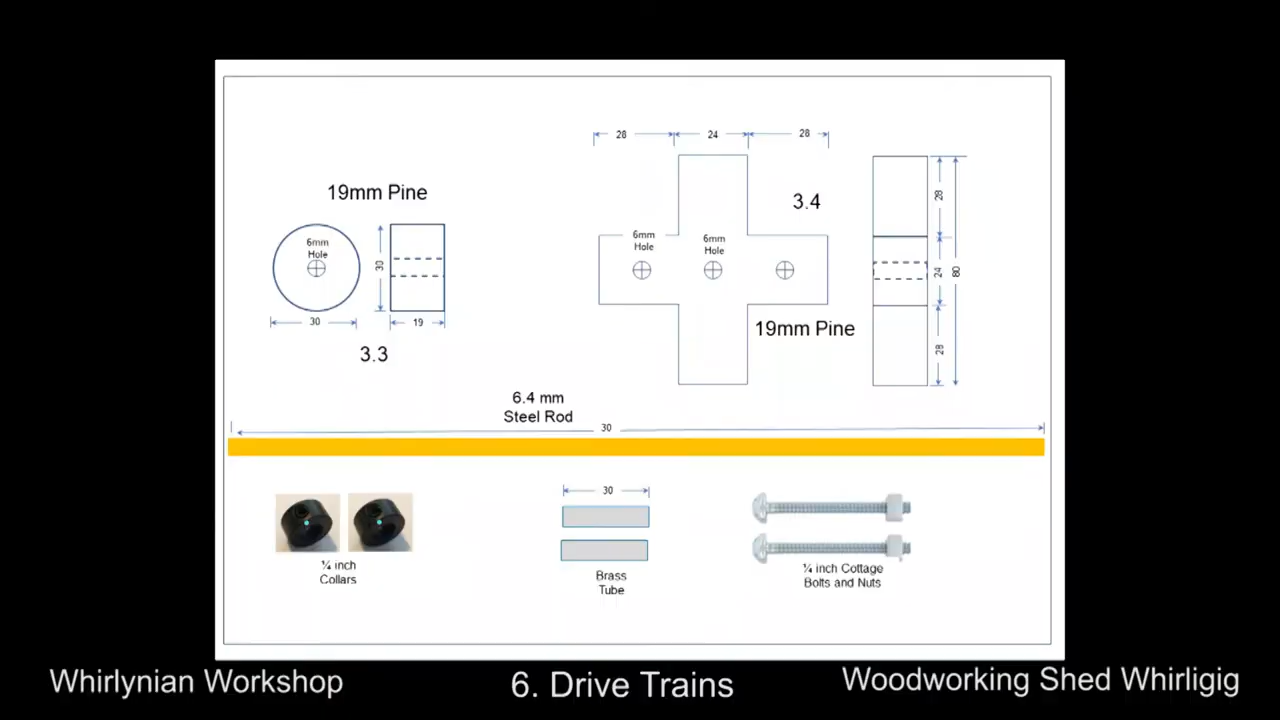 28 24 28
19mm Pine
3.4
28
6mm
Hole
30
6mm
Hole
6mm
Hole
24
80
30 19
19mm Pine
3.3
28
6.4 mm
Steel Rod
30
30
¼ inch
Collars
Brass
Tube
¼ inch Cottage
Bolts and Nuts
Whirlynian Workshop
6. Drive Trains
Woodworking Shed Whirligig